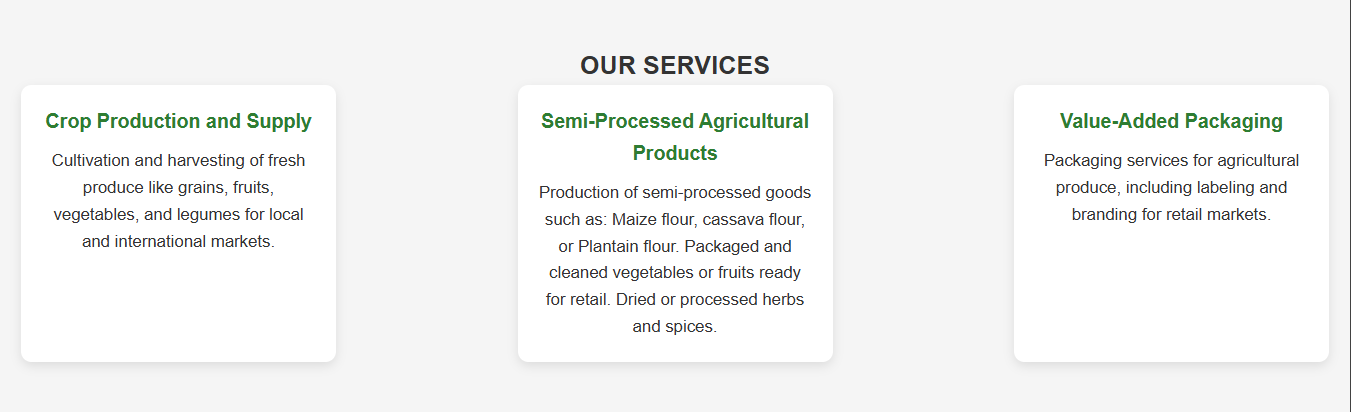 OUR SERVICES
Crop Production and Supply
Cultivation and harvesting of fresh
produce like grains, fruits,
vegetables, and legumes for local
and international markets.
Semi-Processed Agricultural
Products
Production of semi-processed goods
such as: Maize flour, cassava flour,
or Plantain flour. Packaged and
cleaned vegetables or fruits ready
for retail. Dried or processed herbs
and spices.
Value-Added Packaging
Packaging services for agricultural
produce, including labeling and
branding for retail markets.